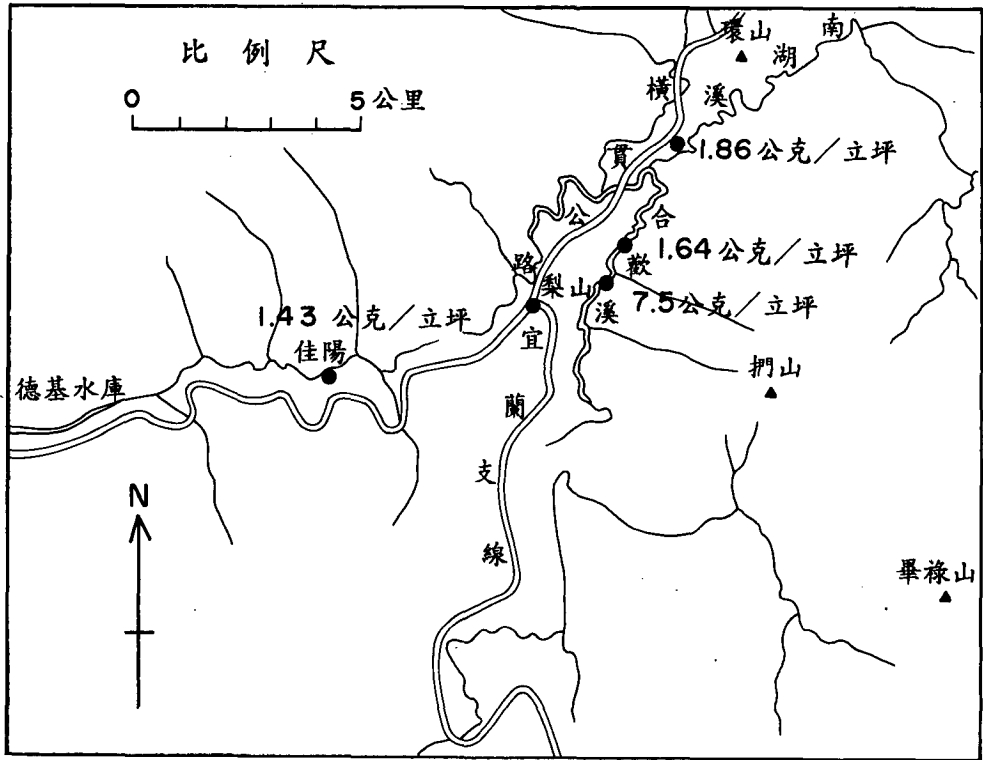 比例尺
0 5公里
環山
南湖溪
橫貫公路
1.86公克/立坪
合歡溪
1.64公克/立坪
7.5公克/立坪
梨山
1.43公克/立坪
佳陽
德基水庫
宜蘭支線
捫山
N
畢祿山